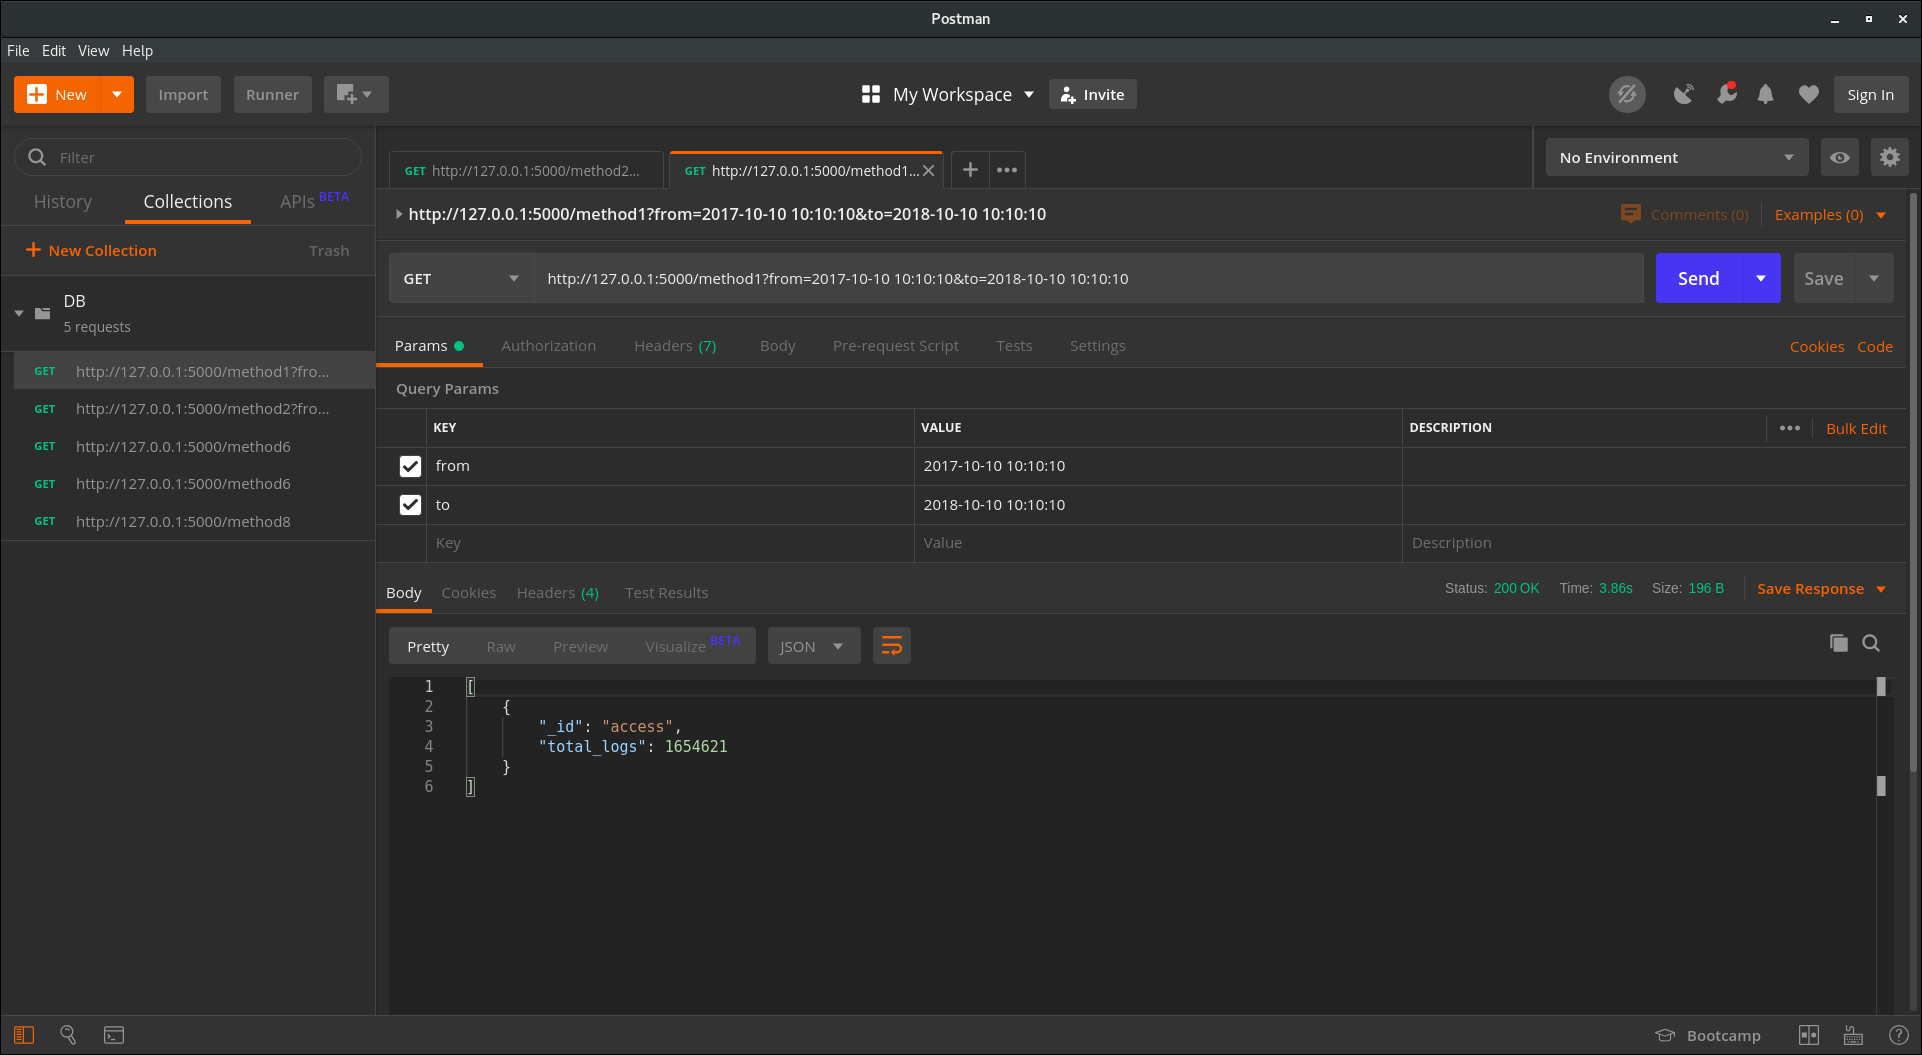 Postman
File Edit View Help
New Import Runner My Workspace Invite Sign In
Filter
History Collections APIs BETA
New Collection Trash
DB
5 requests
GET http://127.0.0.1:5000/method1?fro...
GET http://127.0.0.1:5000/method2?fro...
GET http://127.0.0.1:5000/method6
GET http://127.0.0.1:5000/method6
GET http://127.0.0.1:5000/method8
GET http://127.0.0.1:5000/method2... GET http://127.0.0.1:5000/method1... No Environment
http://127.0.0.1:5000/method1?from=2017-10-10 10:10:10&to=2018-10-10 10:10:10 Comments (0) Examples (0)
GET http://127.0.0.1:5000/method1?from=2017-10-10 10:10:10&to=2018-10-10 10:10:10 Send Save
Params Authorization Headers (7) Body Pre-request Script Tests Settings Cookies Code
Query Params
KEY VALUE DESCRIPTION ••• Bulk Edit
from 2017-10-10 10:10:10
to 2018-10-10 10:10:10
Key Value Description
Body Cookies Headers (4) Test Results Status: 200 OK Time: 3.86s Size: 196 B Save Response
Pretty Raw Preview Visualize BETA JSON
1 [
2 {
3 "_id": "access",
4 "total_logs": 1654621
5 }
6 ]
Bootcamp